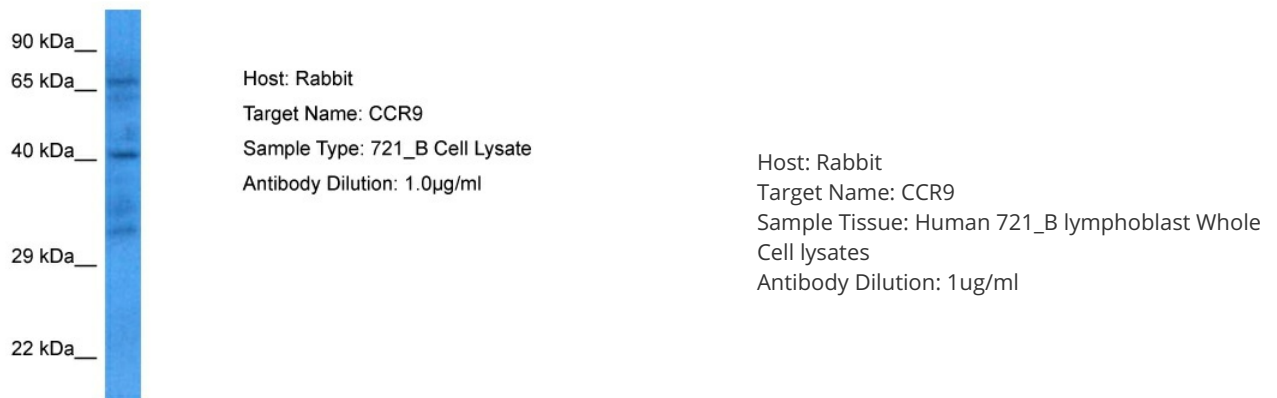 90 kDa__
65 kDa__
40 kDa__
29 kDa__
22 kDa__
Host: Rabbit
Target Name: CCR9
Sample Type: 721_B Cell Lysate
Antibody Dilution: 1.0µg/ml
Host: Rabbit
Target Name: CCR9
Sample Tissue: Human 721_B lymphoblast Whole
Cell lysates
Antibody Dilution: 1ug/ml